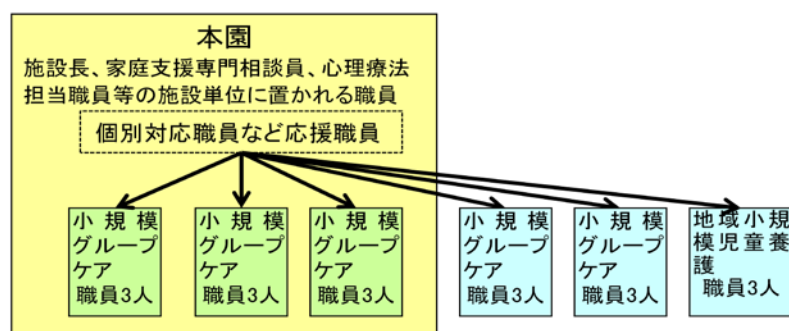 本園
施設長、家庭支援専門相談員、心理療法
担当職員等の施設単位に置かれる職員
個別対応職員など応援職員
小規模
グループ
ケア
職員3人
小規模
グループ
ケア
職員3人
小規模
グループ
ケア
職員3人
小規模
グループ
ケア
職員3人
小規模
グループ
ケア
職員3人
地域小規
模児童養
護
職員3人